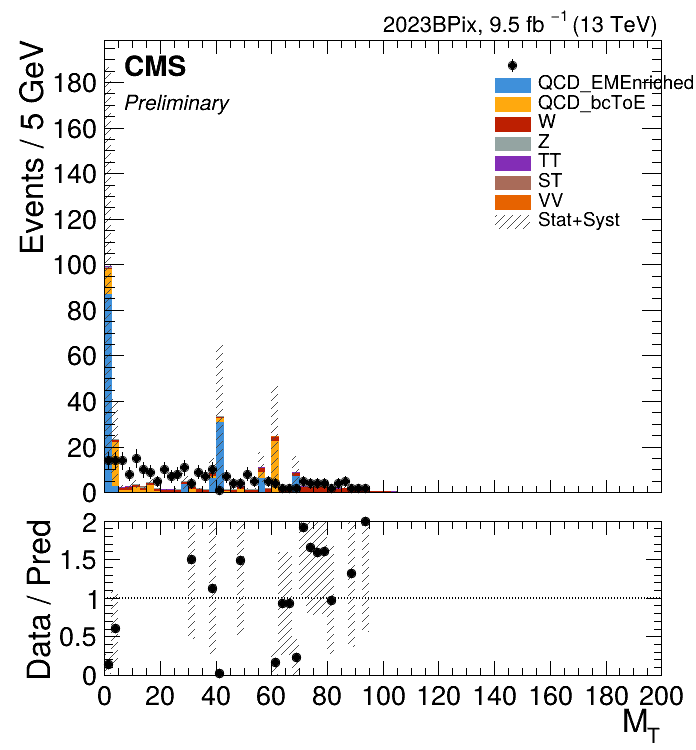 2023BPix, 9.5 fb⁻¹ (13 TeV)
CMS
Preliminary
QCD_EMEnriched
QCD_bcToE
W
Z
TT
ST
VV
Stat+Syst
Events / 5 GeV
180
160
140
120
100
80
60
40
20
0
Data / Pred
2
1.5
1
0.5
0
0 20 40 60 80 100 120 140 160 180 200
M_T